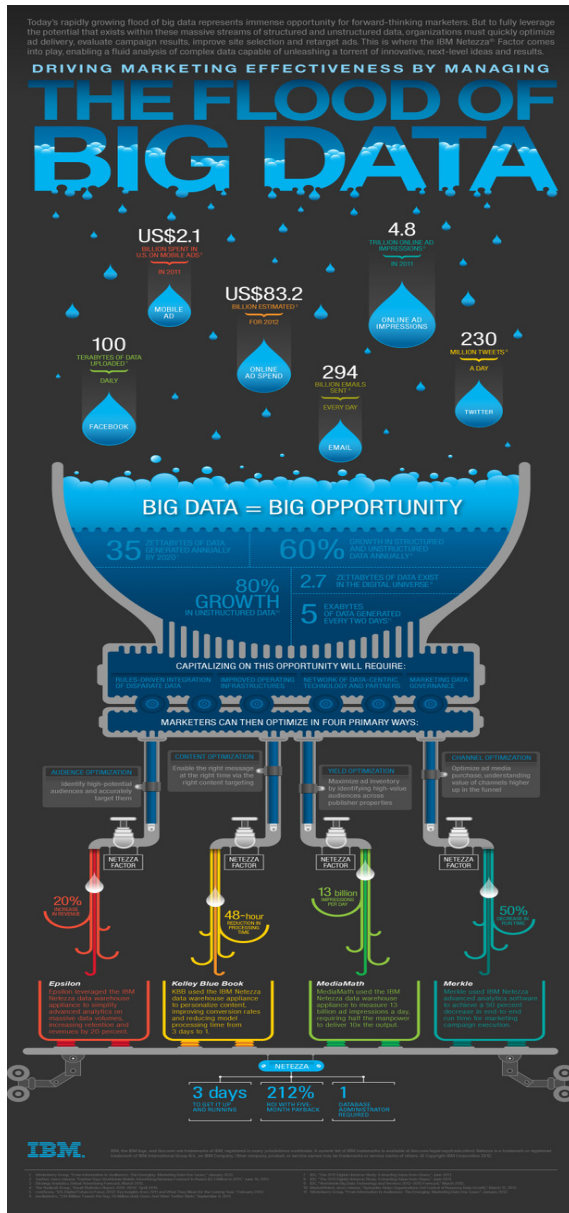 Today's rapidly growing flood of big data represents immense opportunity for forward-thinking marketers. But to fully leverage
the potential that exists within these massive streams of structured and unstructured data, organizations must quickly optimize
ad delivery, evaluate campaign results, improve site selection and retarget ads. This is where the IBM Netezza® Factor comes
into play, enabling a fluid analysis of complex data capable of unleashing a torrent of innovative, next-level ideas and results.
DRIVING MARKETING EFFECTIVENESS BY MANAGING
THE FLOOD OF
BIG DATA
US$2.1
BILLION SPENT IN
U.S. ON MOBILE ADS
IN 2011
MOBILE
AD
4.8
TRILLION ONLINE AD
IMPRESSIONS
IN 2011
ONLINE AD
IMPRESSIONS
US$83.2
BILLION ESTIMATED
FOR 2012
ONLINE
AD SPEND
100
TERABYTES OF DATA
UPLOADED
DAILY
FACEBOOK
294
BILLION EMAILS
SENT
EVERY DAY
EMAIL
230
MILLION TWEETS
A DAY
TWITTER
BIG DATA = BIG OPPORTUNITY
35 ZETTABYTES OF DATA
GENERATED ANNUALLY
BY 2020
60% GROWTH IN STRUCTURED
AND UNSTRUCTURED
DATA ANNUALLY
80%
GROWTH
IN UNSTRUCTURED DATA
2.7 ZETTABYTES OF DATA EXIST
IN THE DIGITAL UNIVERSE
5 EXABYTES
OF DATA GENERATED
EVERY TWO DAYS
CAPITALIZING ON THIS OPPORTUNITY WILL REQUIRE:
RULES-DRIVEN INTEGRATION
OF DISPARATE DATA
IMPROVED OPERATING
INFRASTRUCTURES
NETWORK OF DATA-CENTRIC
TECHNOLOGY AND PARTNERS
MARKETING DATA
GOVERNANCE
MARKETERS CAN THEN OPTIMIZE IN FOUR PRIMARY WAYS:
AUDIENCE OPTIMIZATION
Identify high-potential
audiences and accurately
target them
CONTENT OPTIMIZATION
Enable the right message
at the right time via the
right content targeting
YIELD OPTIMIZATION
Maximize ad inventory
by identifying high-value
audiences across
publisher properties
CHANNEL OPTIMIZATION
Optimize ad media
purchase, understanding
value of channels higher
up in the funnel
NETEZZA
FACTOR
NETEZZA
FACTOR
NETEZZA
FACTOR
NETEZZA
FACTOR
20%
INCREASE
IN REVENUE
48-hour
REDUCTION IN
PROCESSING
TIME
13 billion
IMPRESSIONS
PER DAY
50%
DECREASE IN
RUN TIME
Epsilon
Epsilon leveraged the IBM
Netezza data warehouse
appliance to simplify
advanced analytics on
massive data volumes,
increasing retention and
revenues by 20 percent.
Kelley Blue Book
KBB used the IBM Netezza
data warehouse appliance
to personalize content,
improving conversion rates
and reducing model
processing time from
3 days to 1.
MediaMath
MediaMath used the IBM
Netezza data warehouse
appliance to measure 13
billion ad impressions a day,
requiring half the manpower
to deliver 10x the output.
Merkle
Merkle used IBM Netezza
advanced analytics software
to achieve a 50 percent
decrease in end-to-end
run time for marketing
campaign execution.
NETEZZA
3 days
TO GET IT UP
AND RUNNING
212%
ROI WITH FIVE-
MONTH PAYBACK
1
DATABASE
ADMINISTRATOR
REQUIRED
IBM